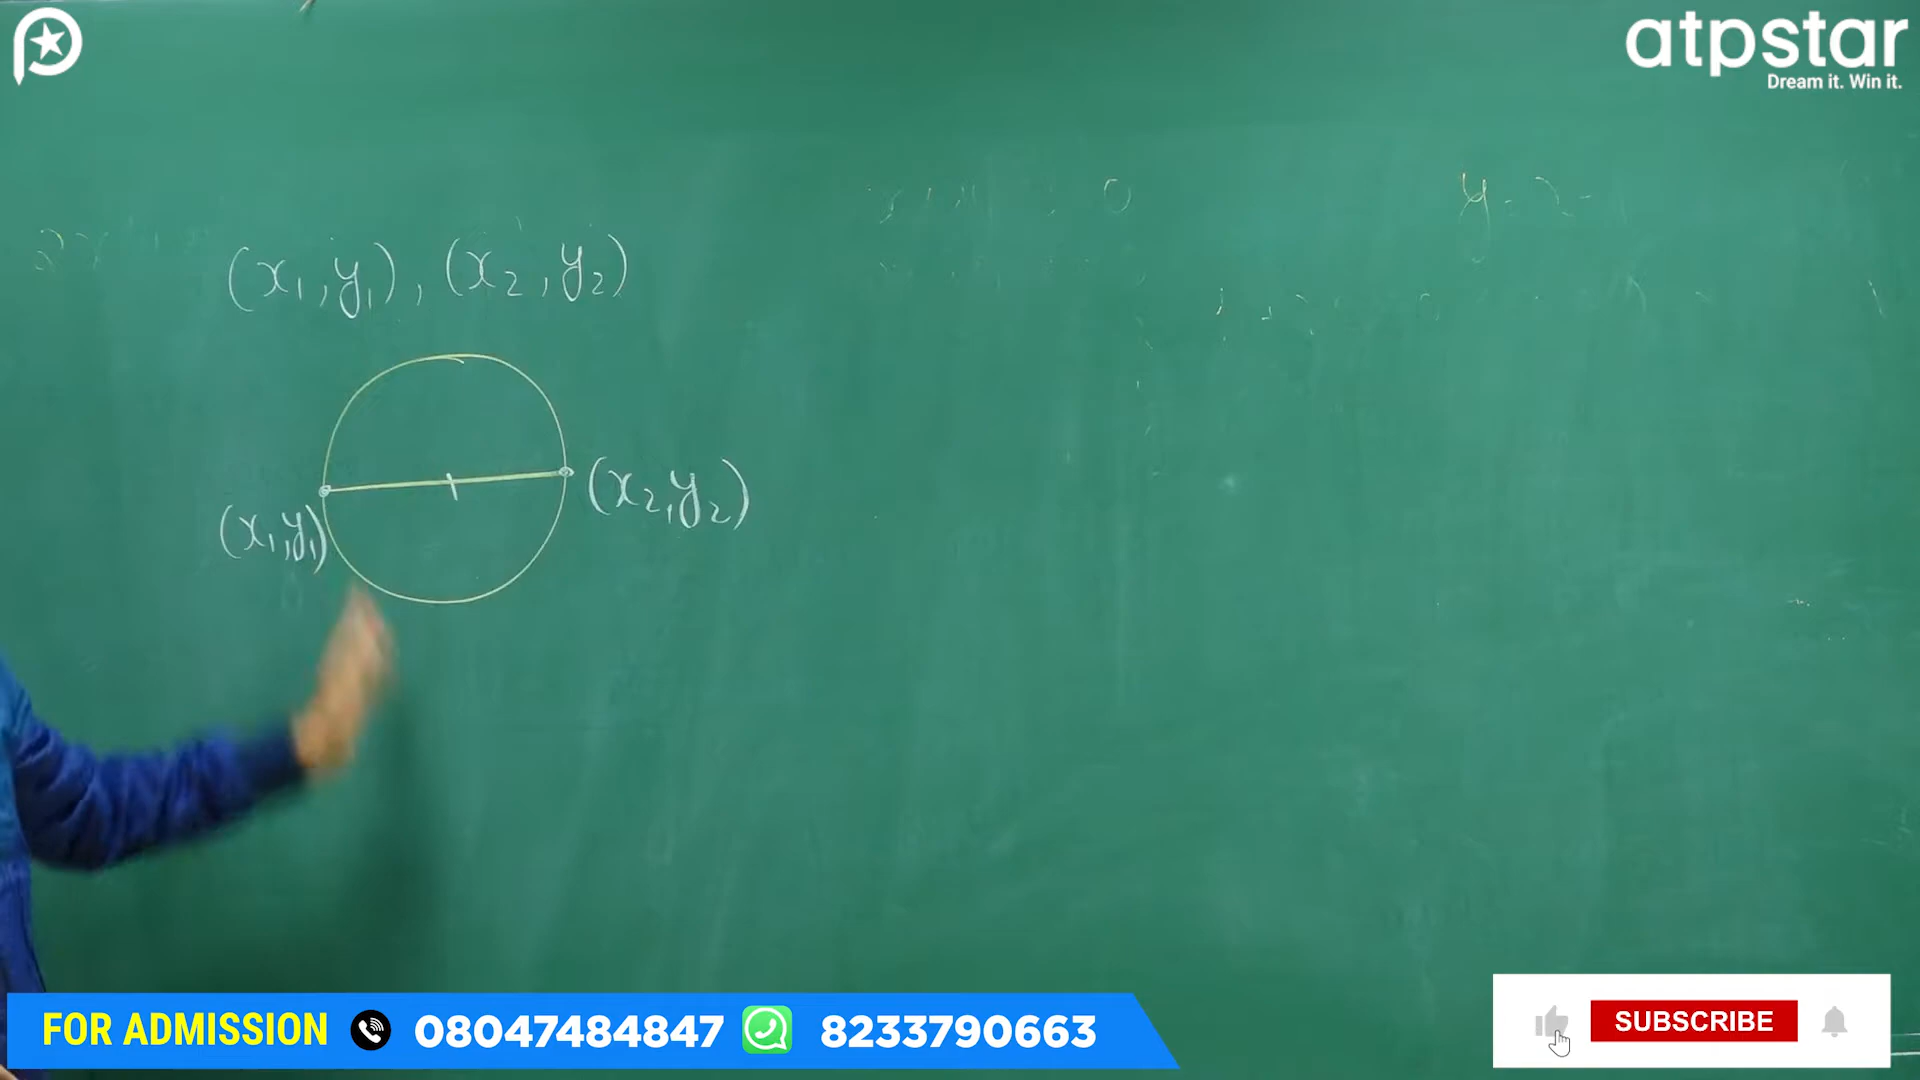 atpstar
Dream it. Win it.
(x₁, y₁), (x₂, y₂)
(x₂, y₂)
(x₁, y₁)
FOR ADMISSION 08047484847 8233790663
SUBSCRIBE